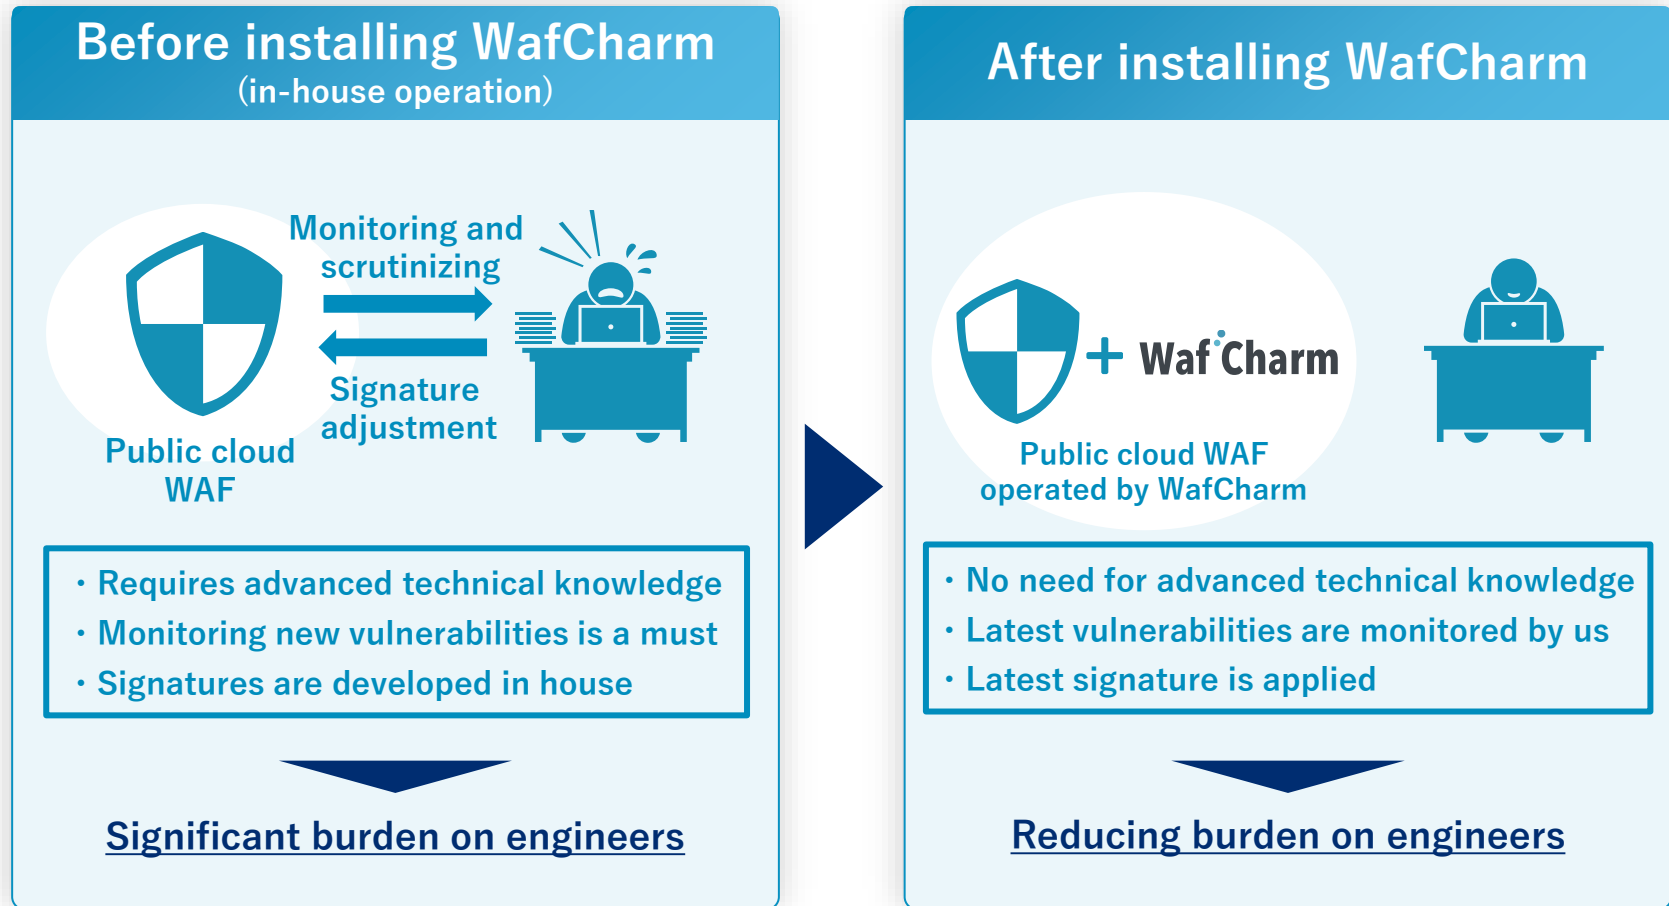 Before installing WafCharm
(in-house operation)
Monitoring and
scrutinizing
Signature
adjustment
Public cloud
WAF
・Requires advanced technical knowledge
・Monitoring new vulnerabilities is a must
・Signatures are developed in house
Significant burden on engineers
After installing WafCharm
+ Waf Charm
Public cloud WAF
operated by WafCharm
・No need for advanced technical knowledge
・Latest vulnerabilities are monitored by us
・Latest signature is applied
Reducing burden on engineers